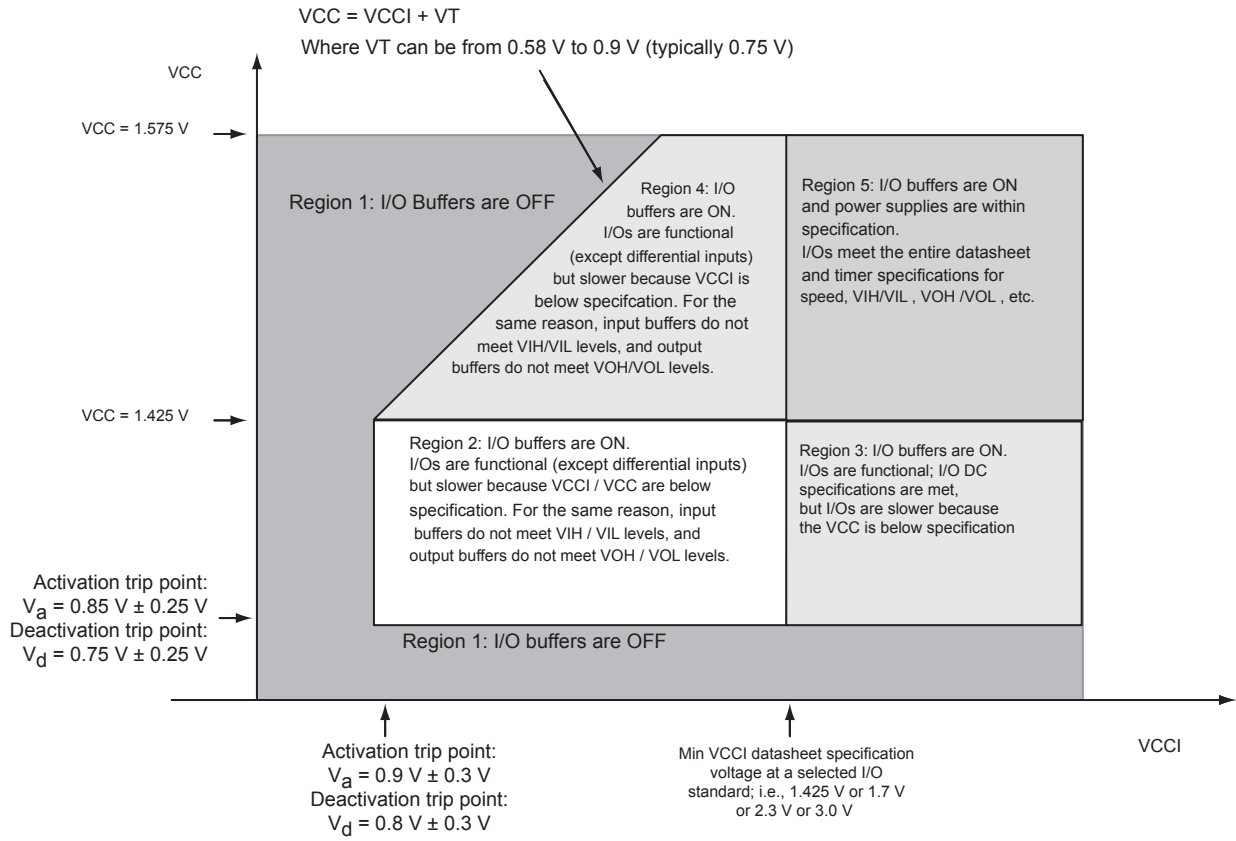 VCC = VCCI + VT
Where VT can be from 0.58 V to 0.9 V (typically 0.75 V)
VCC
VCC = 1.575 V
Region 1: I/O Buffers are OFF
Region 4: I/O
buffers are ON.
I/Os are functional
(except differential inputs)
but slower because VCCI is
below specifcation. For the
same reason, input buffers do not
meet VIH/VIL levels, and output
buffers do not meet VOH/VOL levels.
Region 5: I/O buffers are ON
and power supplies are within
specification.
I/Os meet the entire datasheet
and timer specifications for
speed, VIH/VIL , VOH /VOL , etc.
VCC = 1.425 V
Region 2: I/O buffers are ON.
I/Os are functional (except differential inputs)
but slower because VCCI / VCC are below
specification. For the same reason, input
buffers do not meet VIH / VIL levels, and
output buffers do not meet VOH / VOL levels.
Region 3: I/O buffers are ON.
I/Os are functional; I/O DC
specifications are met,
but I/Os are slower because
the VCC is below specification
Activation trip point:
Va = 0.85 V ± 0.25 V
Deactivation trip point:
Vd = 0.75 V ± 0.25 V
Region 1: I/O buffers are OFF
Activation trip point:
Va = 0.9 V ± 0.3 V
Deactivation trip point:
Vd = 0.8 V ± 0.3 V
Min VCCI datasheet specification
voltage at a selected I/O
standard; i.e., 1.425 V or 1.7 V
or 2.3 V or 3.0 V
VCCI